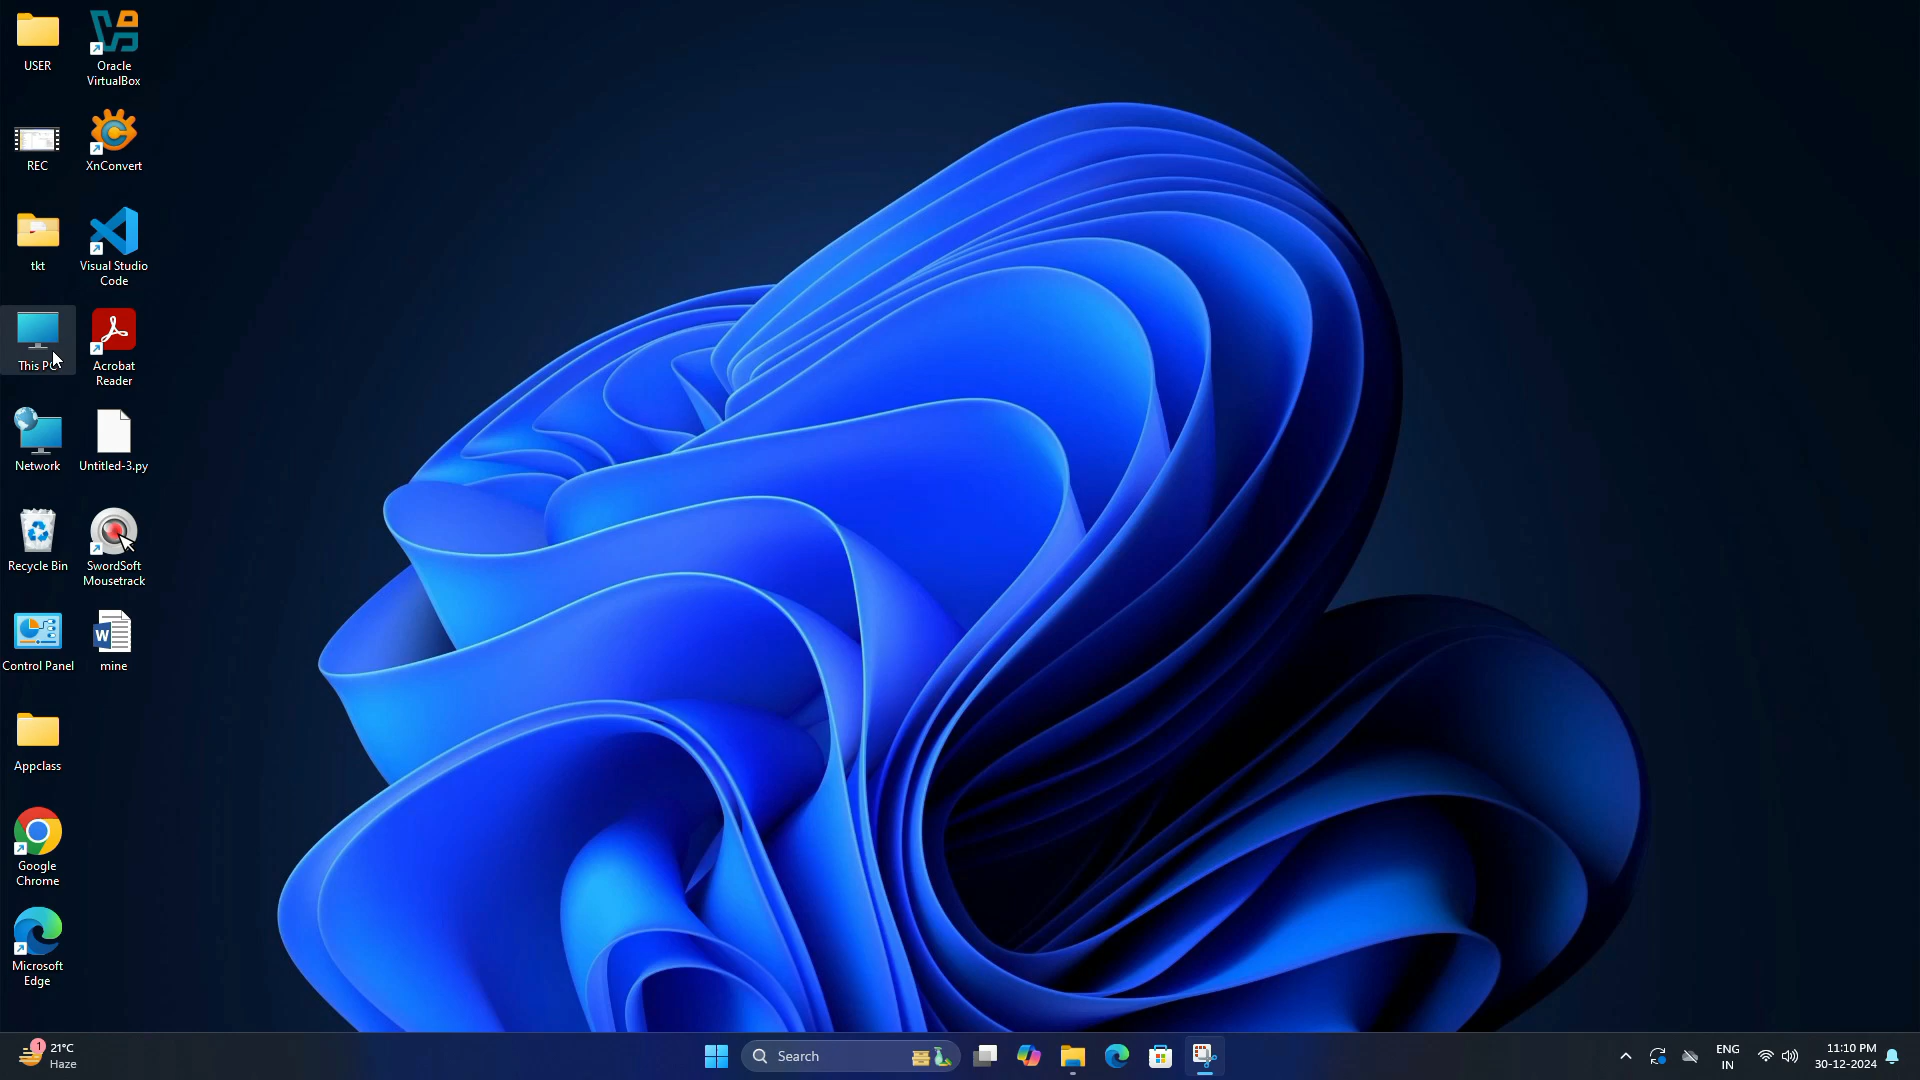 USER
Oracle
VirtualBox
REC
XnConvert
tkt
Visual Studio
Code
This PC
Acrobat
Reader
Network
Untitled-3.py
Recycle Bin
SwordSoft
Mousetrack
Control Panel
W
mine
Appclass
Google
Chrome
Microsoft
Edge
1
21°C
Haze
Search
ENG
IN
11:10 PM
30-12-2024